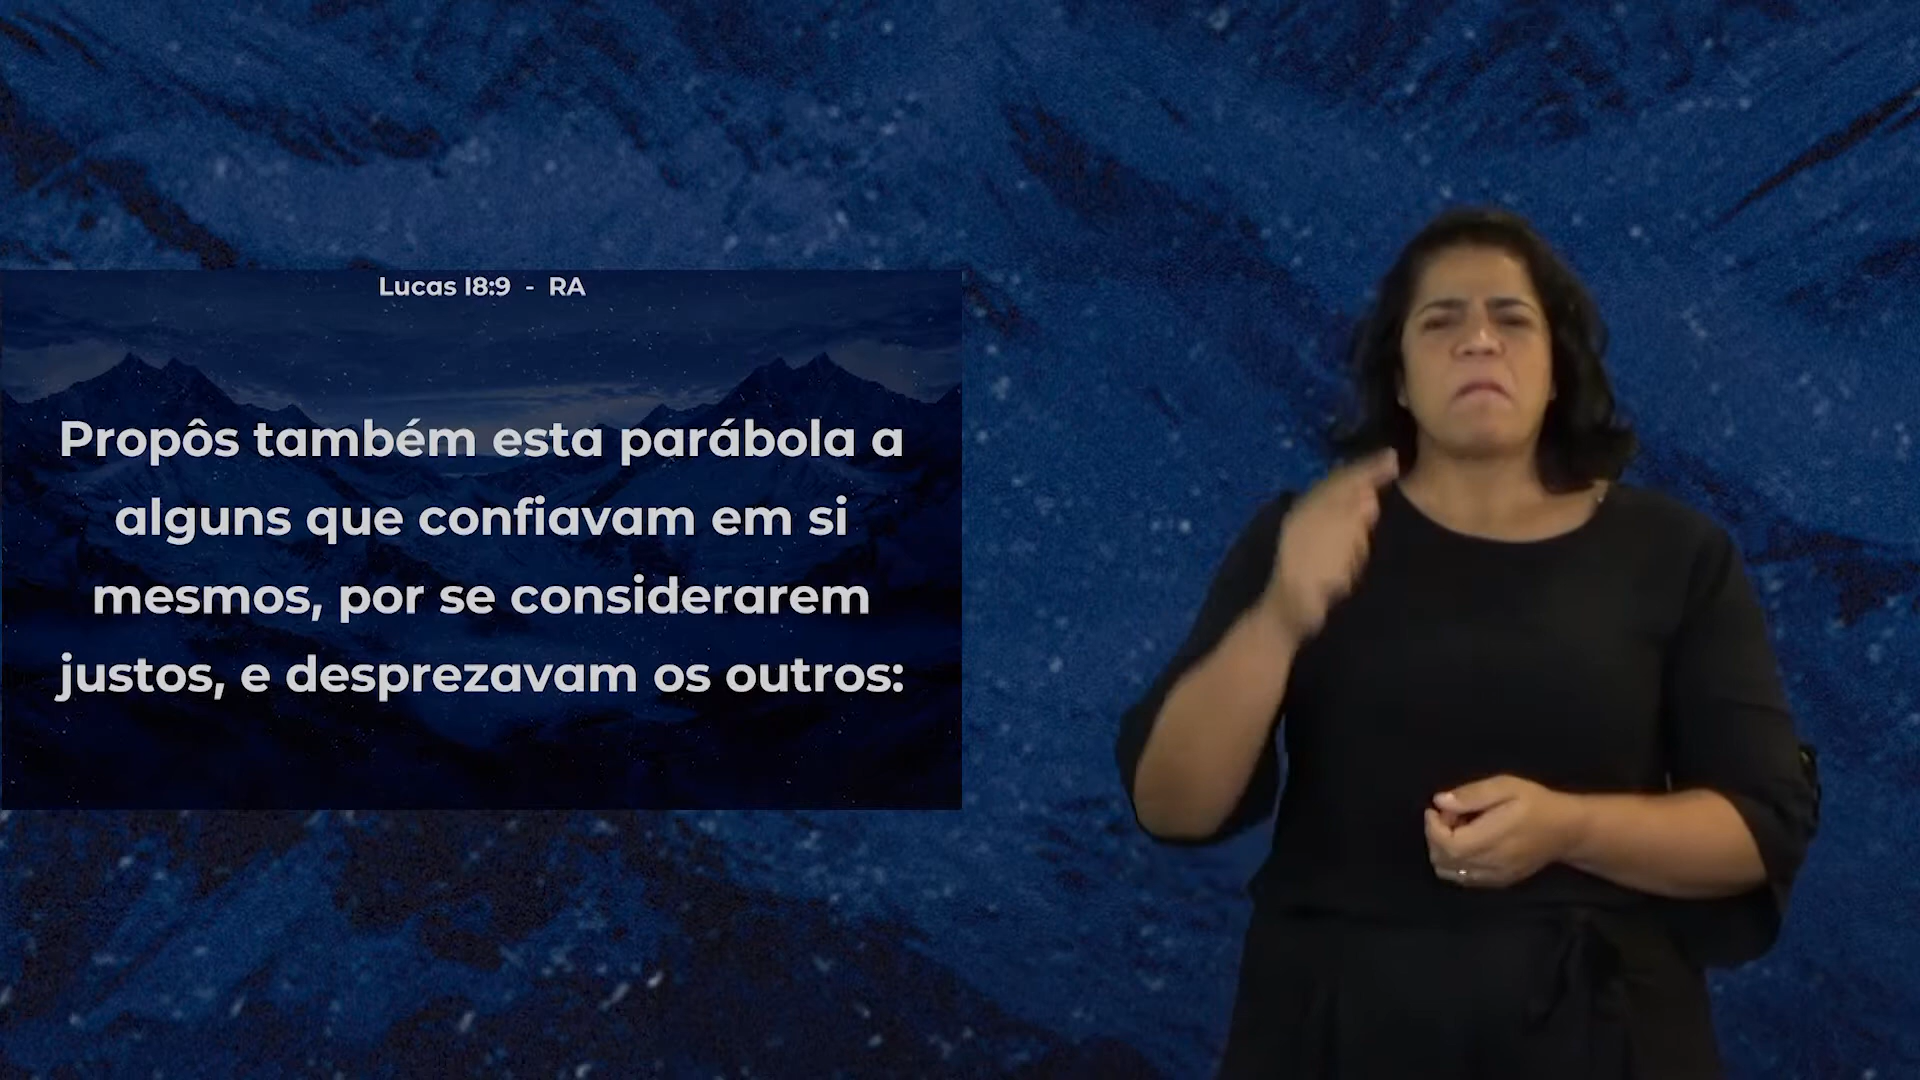 Lucas 18:9 - RA
Propôs também esta parábola a
alguns que confiavam em si
mesmos, por se considerarem
justos, e desprezavam os outros: